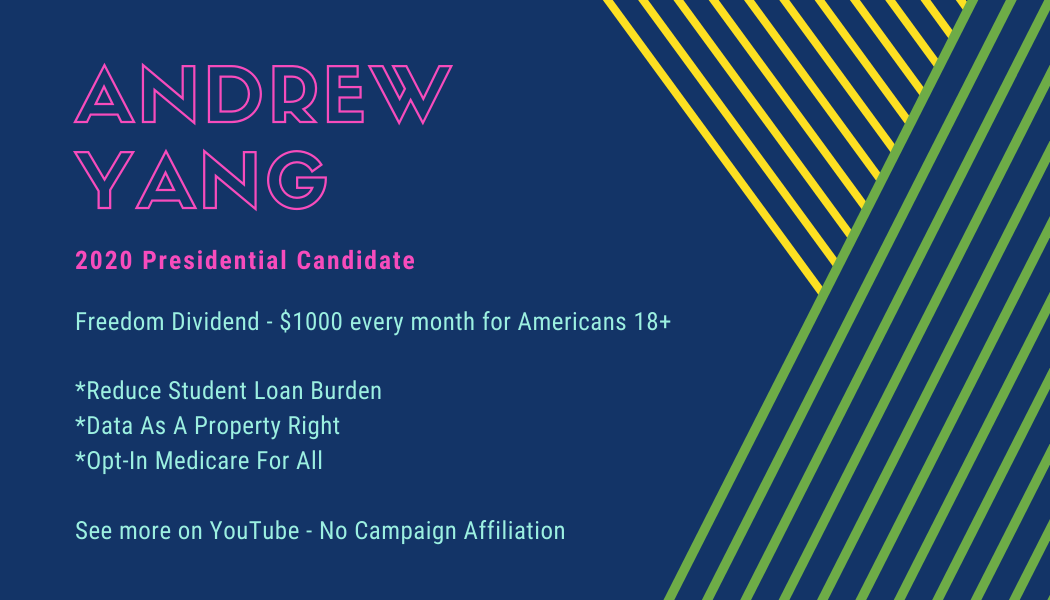 ANDREW
YANG
2020 Presidential Candidate
Freedom Dividend - $1000 every month for Americans 18+
*Reduce Student Loan Burden
*Data As A Property Right
*Opt-In Medicare For All
See more on YouTube - No Campaign Affiliation